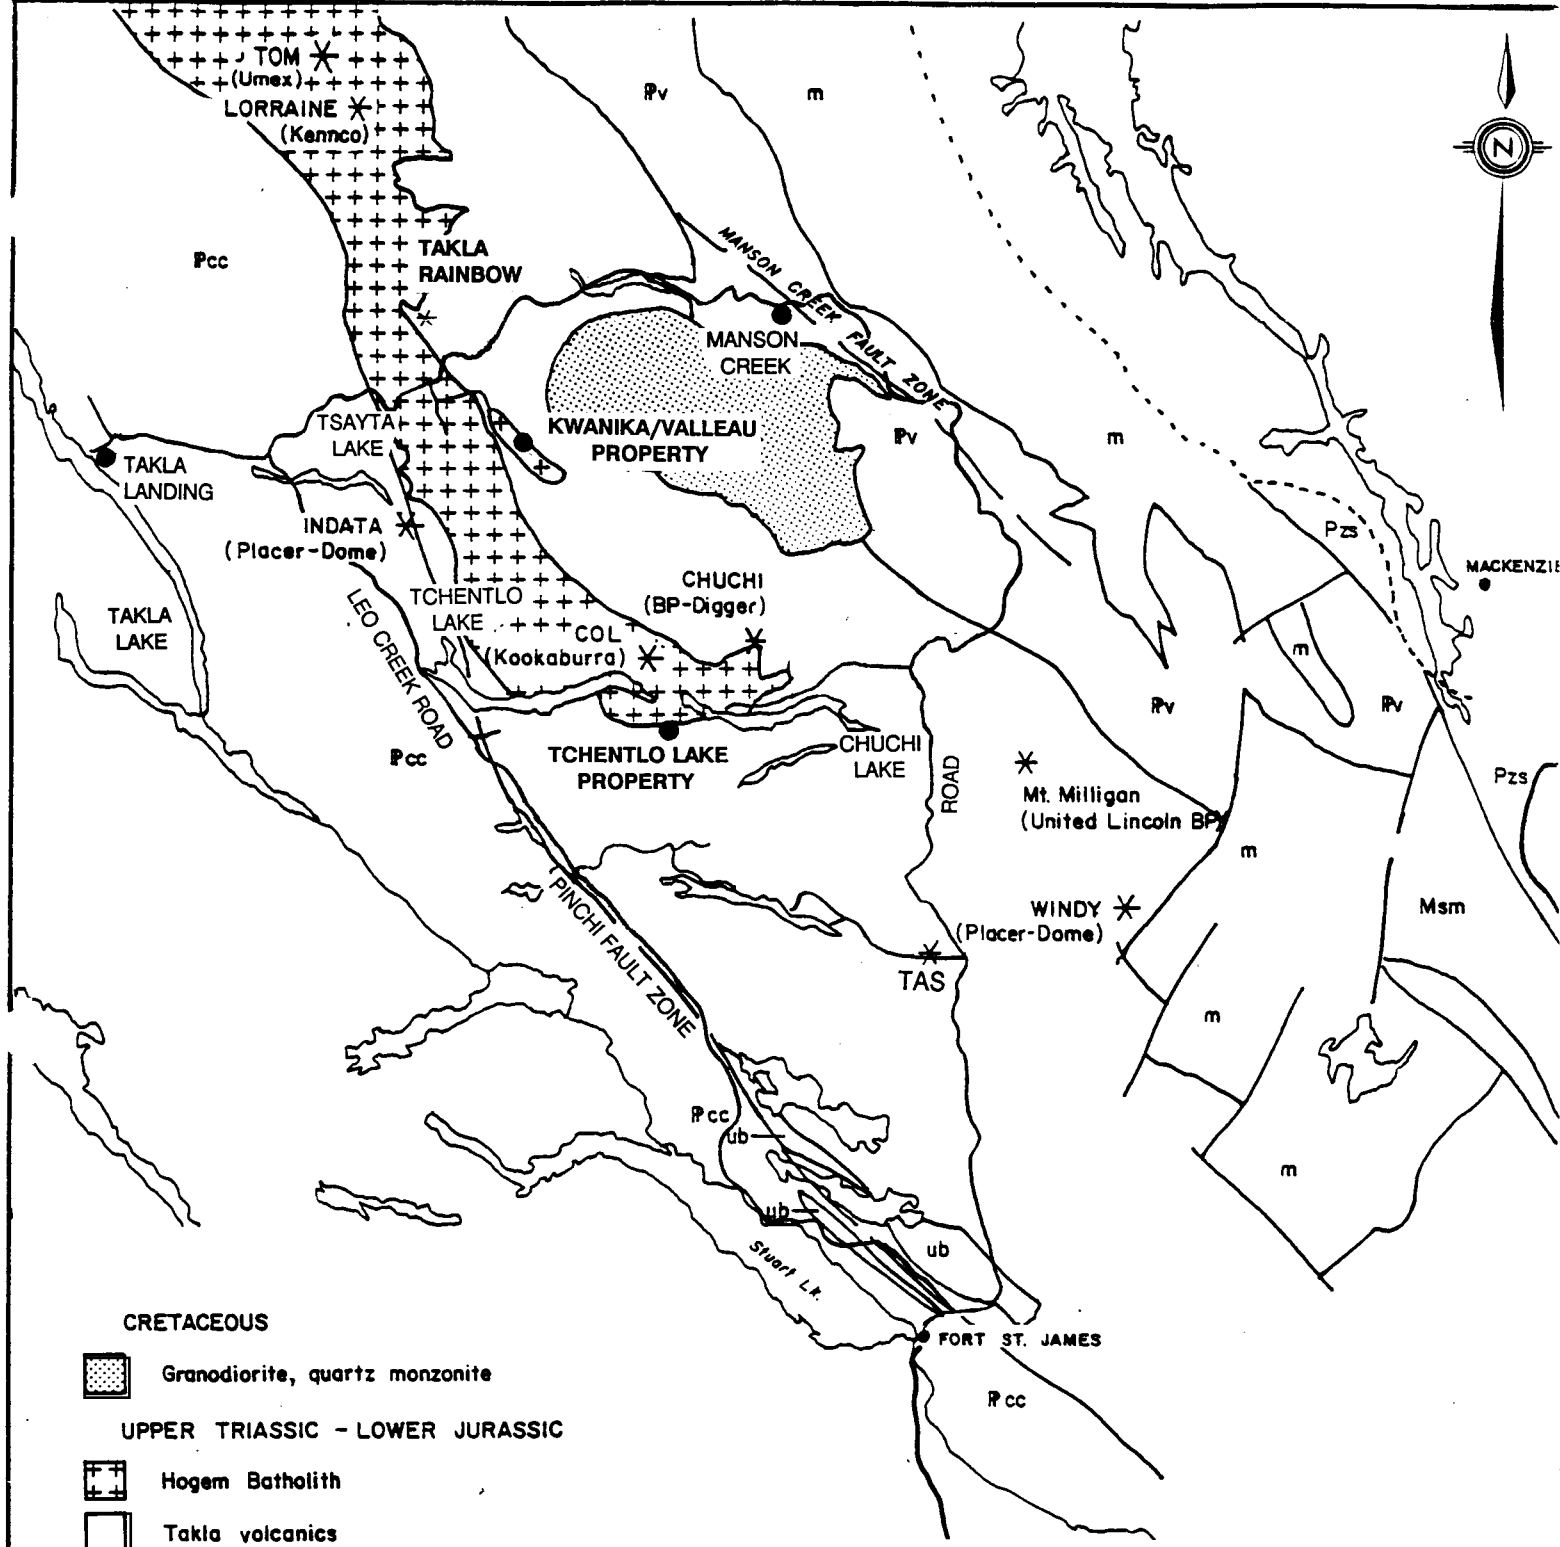 TOM
(Umex)
LORRAINE
(Kennco)
Pv
m
N
Pcc
TAKLA
RAINBOW
MANSON CREEK FAULT ZONE
MANSON
CREEK
TSAYTA
LAKE
KWANIKA/VALLEAU
PROPERTY
Pv
m
TAKLA
LANDING
INDATA
(Placer-Dome)
Pzs
MACKENZIE
CHUCHI
(BP-Digger)
TCHENTLO
LAKE
TAKLA
LAKE
LEO CREEK ROAD
COL
(Kookaburra)
m
Pv
Pv
Pcc
TCHENTLO LAKE
PROPERTY
CHUCHI
LAKE
ROAD
Mt. Milligan
(United Lincoln BP)
Pzs
m
PINCHI FAULT ZONE
WINDY
(Placer-Dome)
Msm
TAS
m
Pcc
ub
m
ub
ub
Stuart Lk.
CRETACEOUS
FORT ST. JAMES
Granodiorite, quartz monzonite
Pcc
UPPER TRIASSIC - LOWER JURASSIC
Hogem Batholith
Takla volcanics